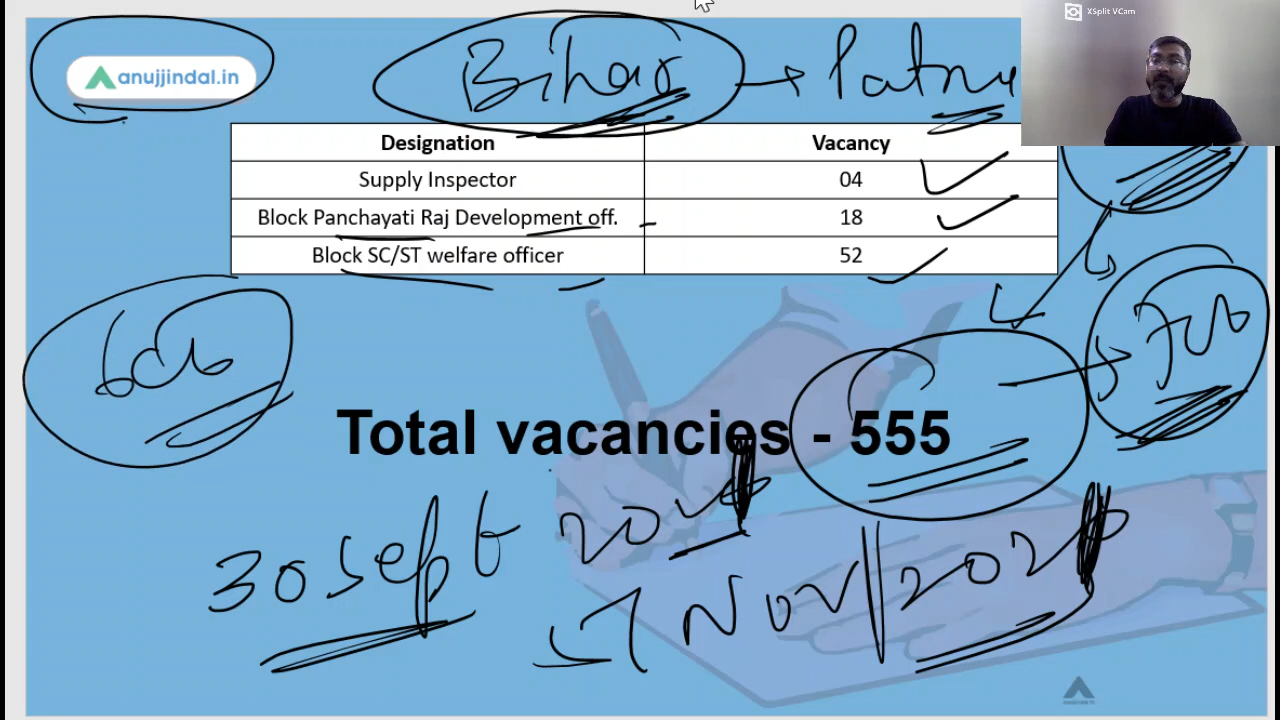 XSplit VCam
anujjindal.in
Bihar → Patna
Designation Vacancy
Supply Inspector 04
Block Panchayati Raj Development off. 18
Block SC/ST welfare officer 52
Total vacancies - 555
30 Sept
17 Nov